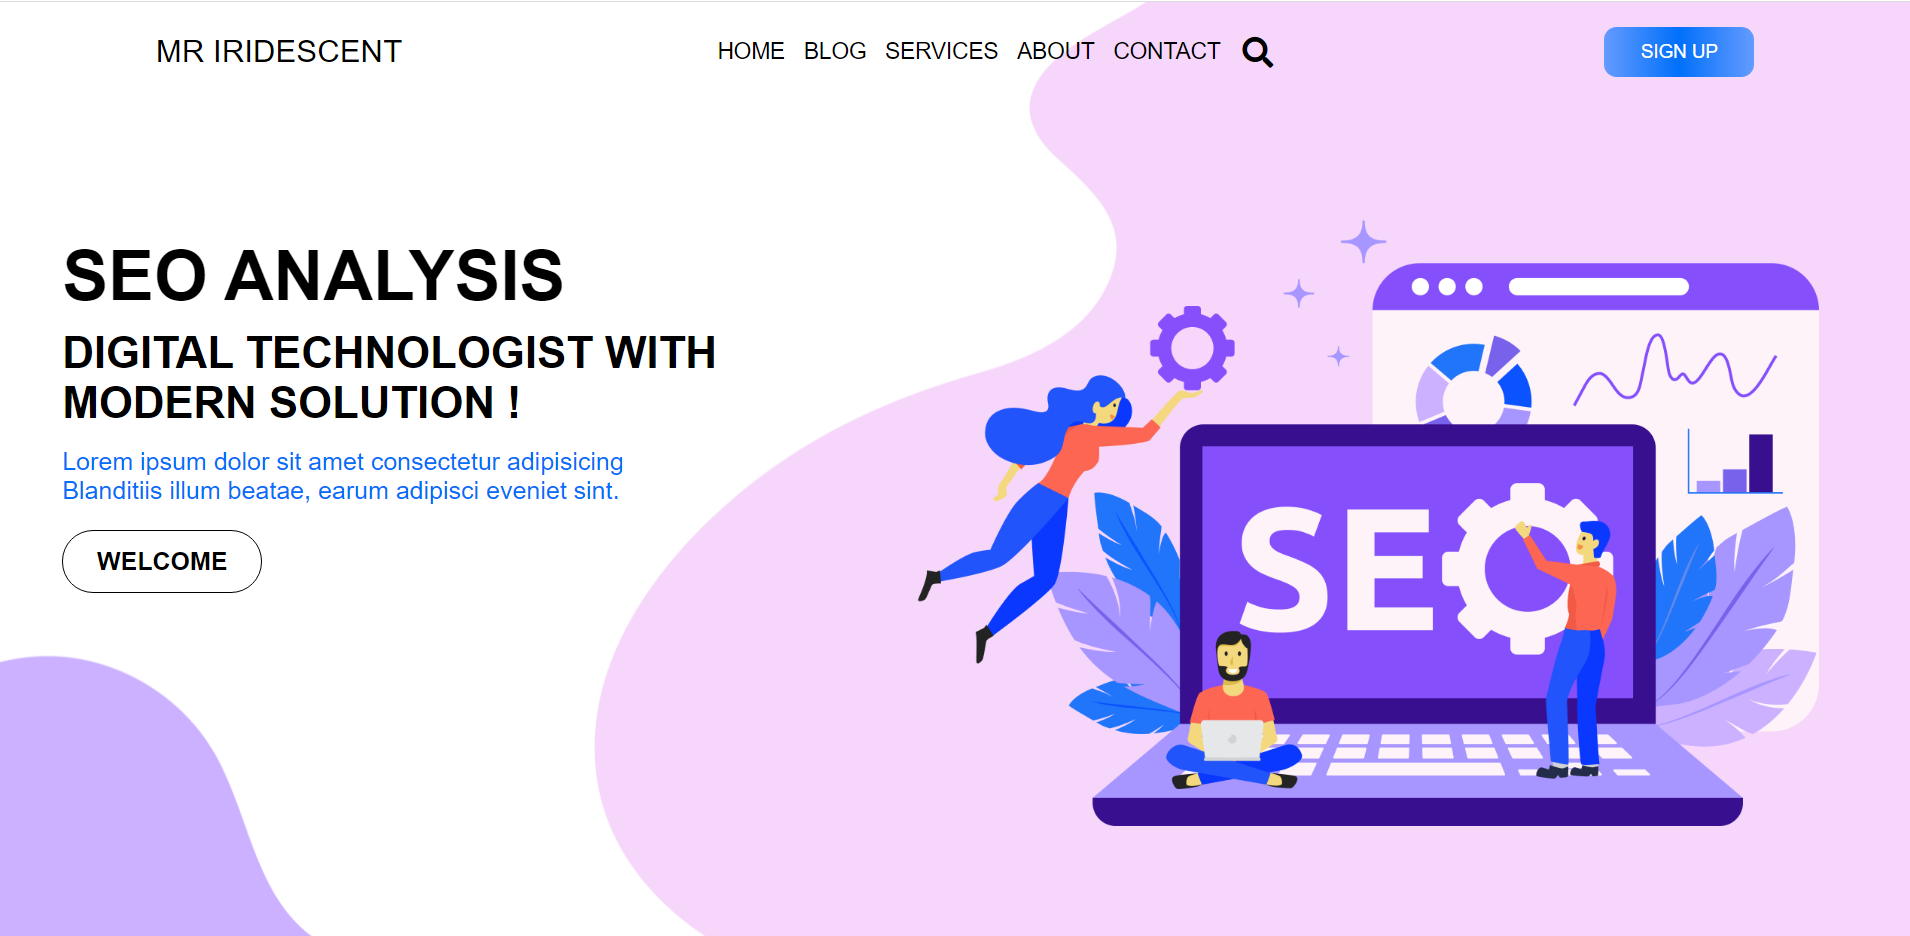 MR IRIDESCENT
HOME BLOG SERVICES ABOUT CONTACT
SIGN UP
SEO ANALYSIS
DIGITAL TECHNOLOGIST WITH
MODERN SOLUTION !
Lorem ipsum dolor sit amet consectetur adipisicing
Blanditiis illum beatae, earum adipisci eveniet sint.
WELCOME
SEO